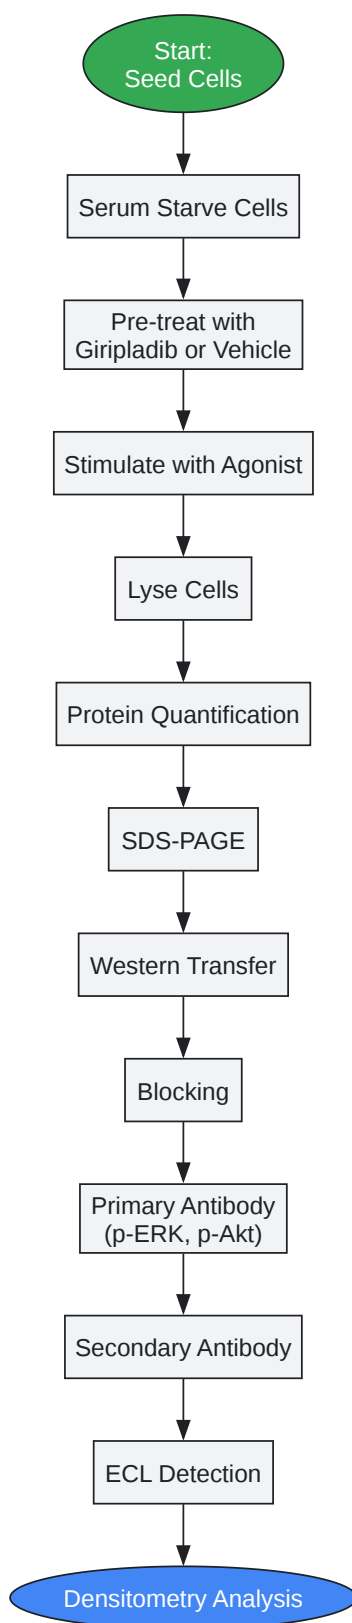 Start:
Seed Cells
Serum Starve Cells
Pre-treat with
Giripladib or Vehicle
Stimulate with Agonist
Lyse Cells
Protein Quantification
SDS-PAGE
Western Transfer
Blocking
Primary Antibody
(p-ERK, p-Akt)
Secondary Antibody
ECL Detection
Densitometry Analysis